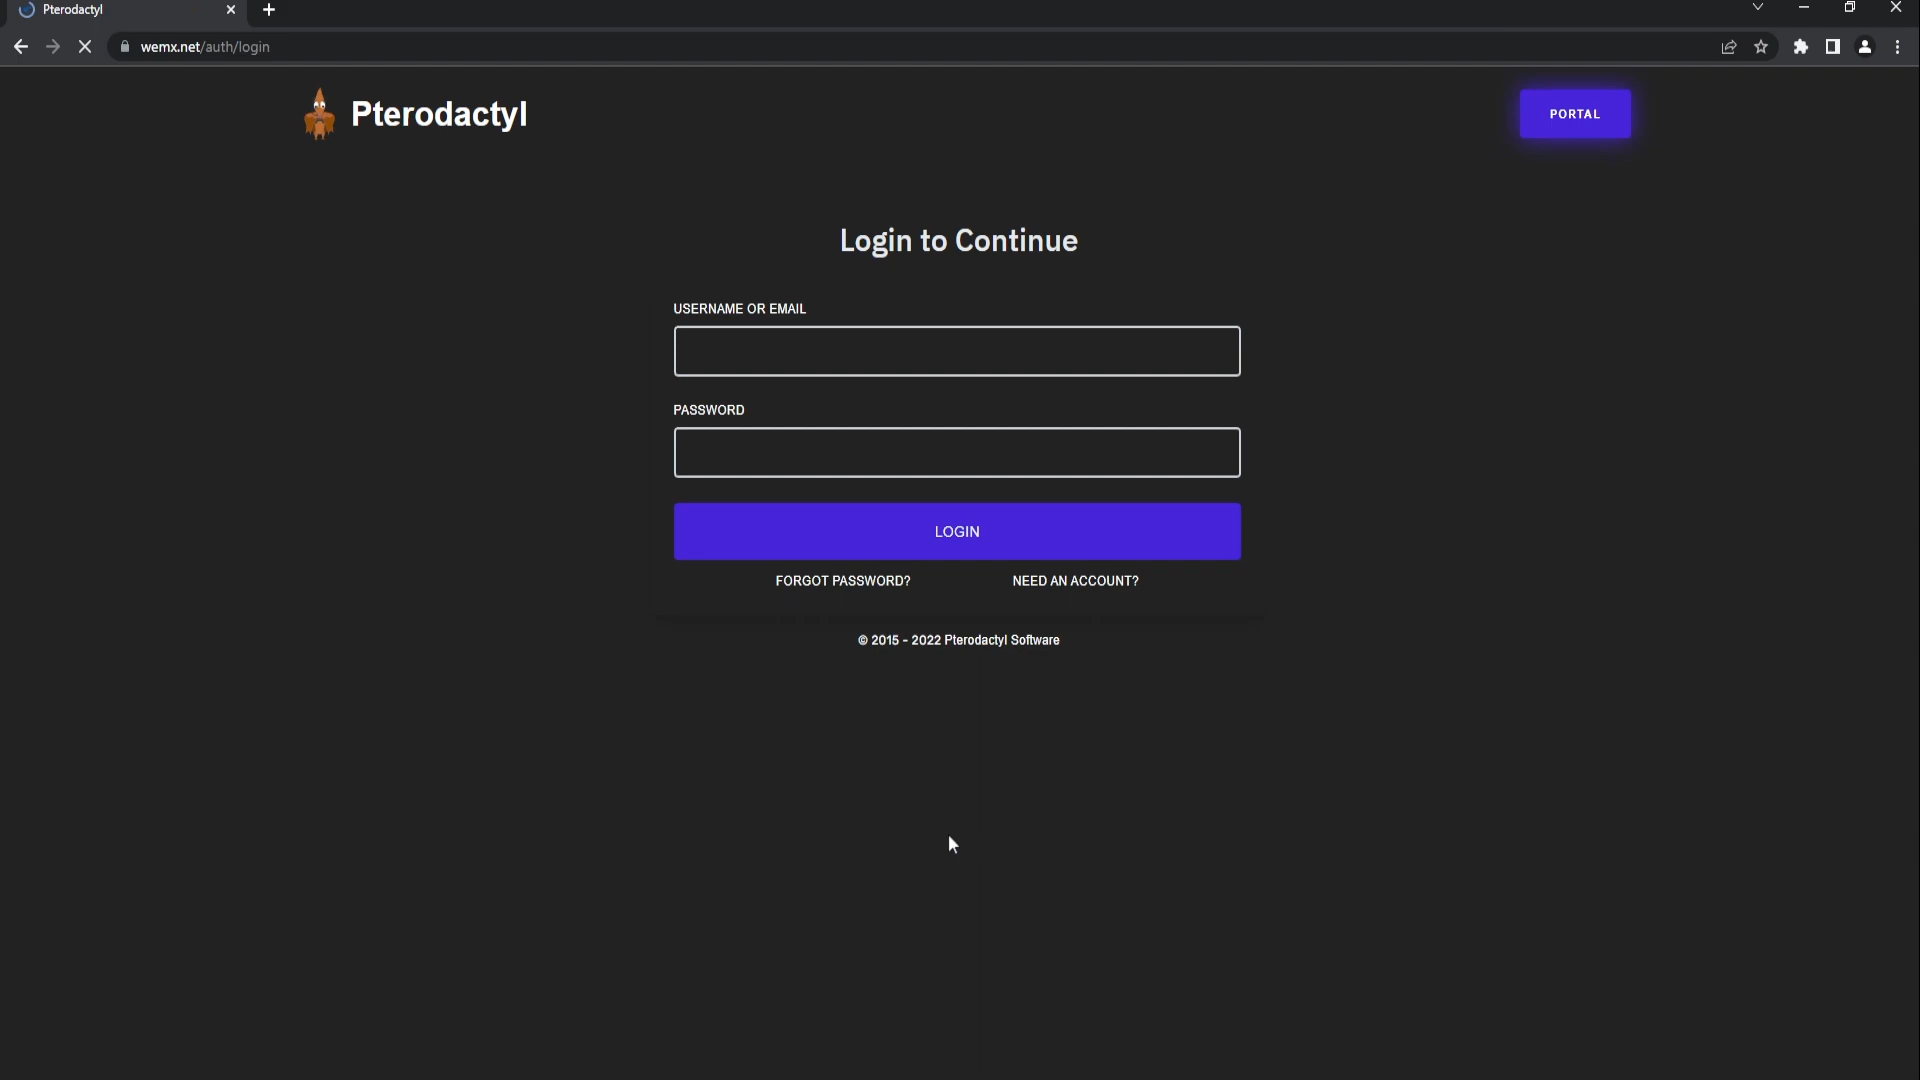 Pterodactyl
wemx.net/auth/login
Pterodactyl
PORTAL
Login to Continue
USERNAME OR EMAIL
PASSWORD
LOGIN
FORGOT PASSWORD? NEED AN ACCOUNT?
© 2015 - 2022 Pterodactyl Software